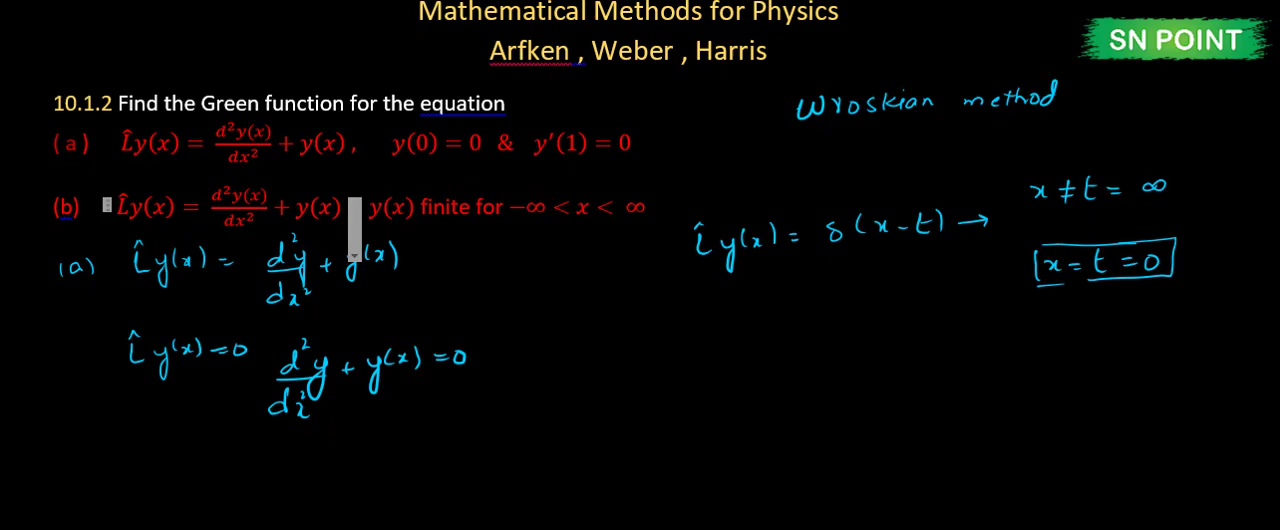 Mathematical Methods for Physics
Arfken , Weber , Harris
SN POINT
10.1.2 Find the Green function for the equation
Wroskian method
(a) L̂y(x) = d²y(x)/dx² + y(x), y(0) = 0 & y′(1) = 0
(b) L̂y(x) = d²y(x)/dx² + y(x) y(x) finite for −∞ < x < ∞
x ≠ t = ∞
L̂ y(x) = δ(x - t) →
x = t = 0
(a) L̂ y(x) = d²y/dx² + y(x)
L̂ y(x) = 0 d²y/dx² + y(x) = 0